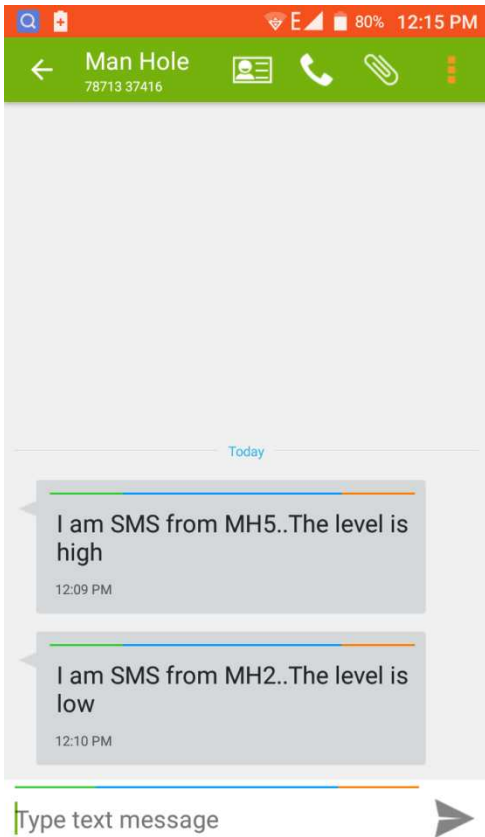 E 80% 12:15 PM
Man Hole
78713 37416
Today
I am SMS from MH5..The level is
high
12:09 PM
I am SMS from MH2..The level is
low
12:10 PM
Type text message